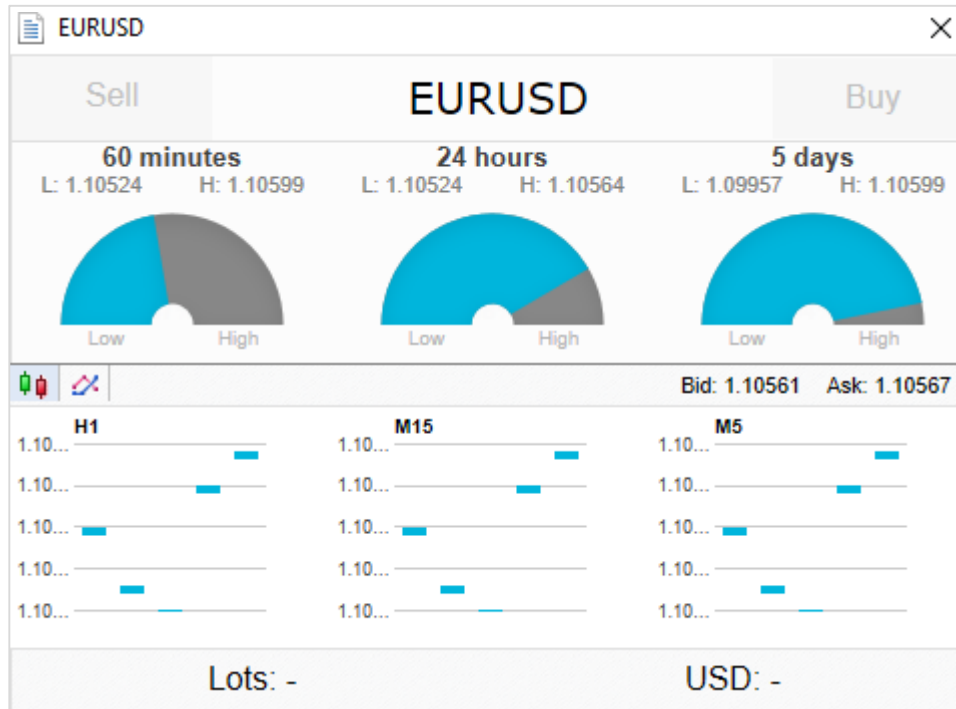 EURUSD
Sell EURUSD Buy
60 minutes 24 hours 5 days
L: 1.10524 H: 1.10599 L: 1.10524 H: 1.10564 L: 1.09957 H: 1.10599
Low High Low High Low High
Bid: 1.10561 Ask: 1.10567
H1 M15 M5
1.10... 1.10... 1.10...
1.10... 1.10... 1.10...
1.10... 1.10... 1.10...
1.10... 1.10... 1.10...
1.10... 1.10... 1.10...
Lots: - USD: -